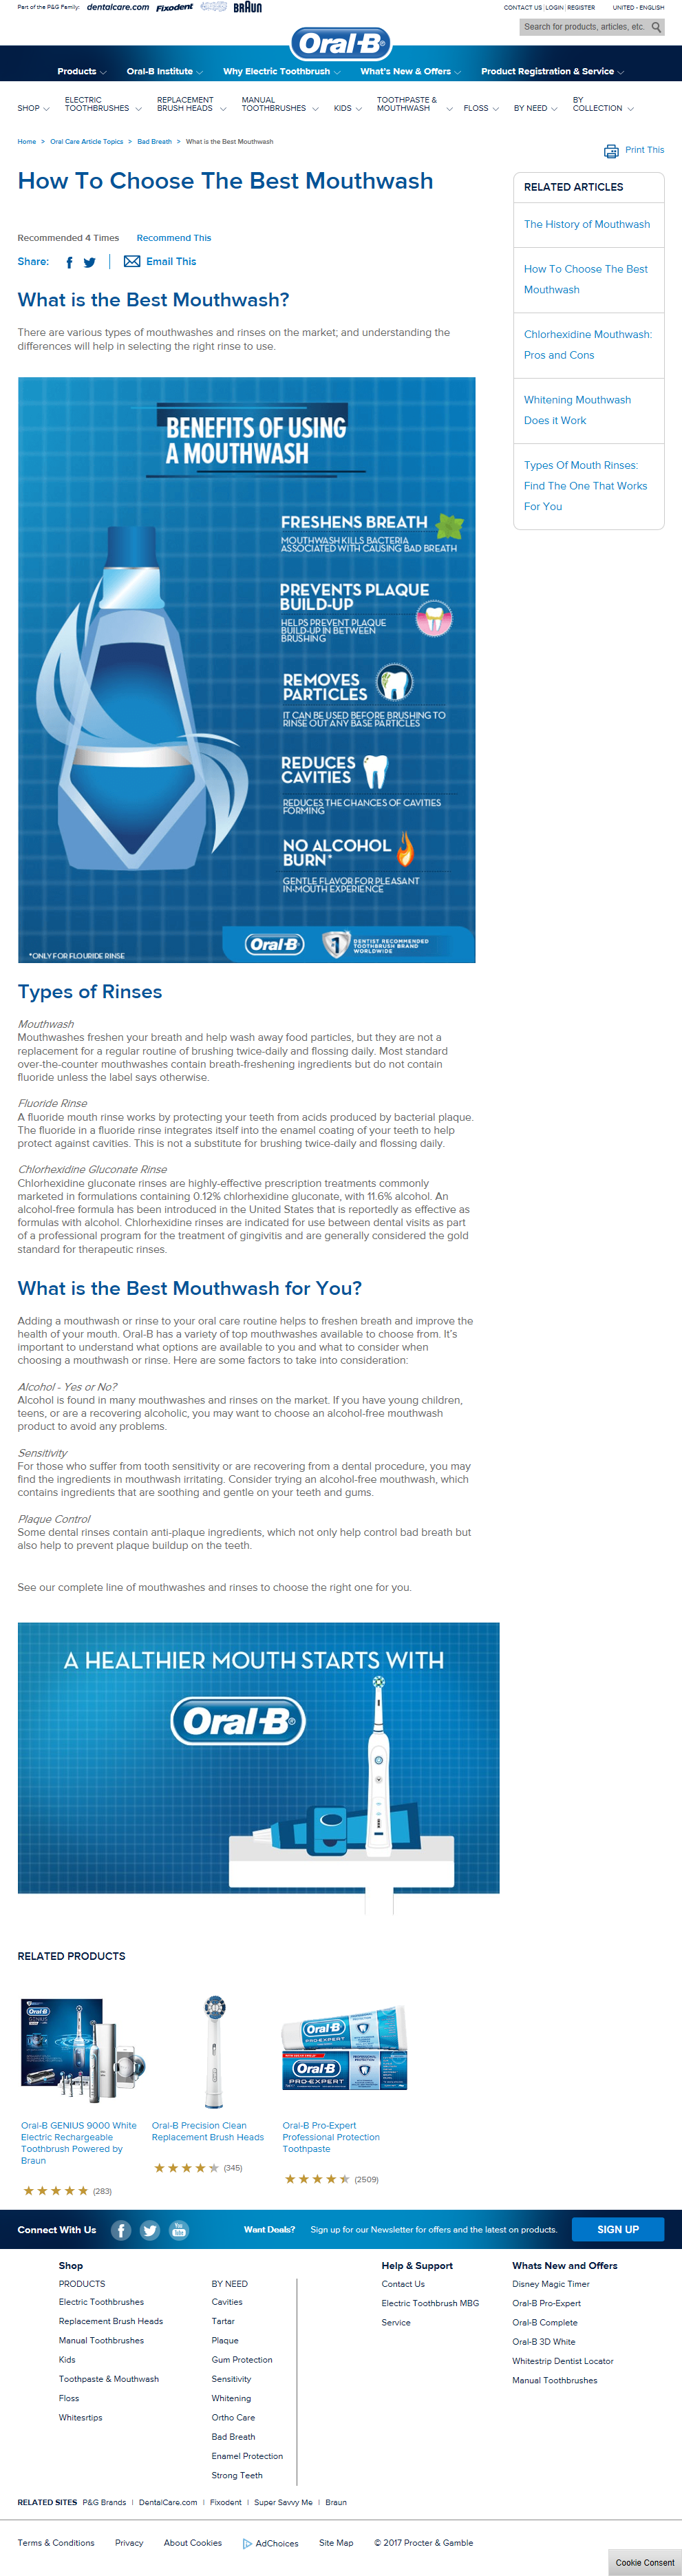 Part of the P&G Family: dentalcare.com Fixodent BRAUN
CONTACT US LOGIN REGISTER UNITED - ENGLISH
Search for products, articles, etc.
Oral-B
Products Oral-B Institute Why Electric Toothbrush What's New & Offers Product Registration & Service
SHOP ELECTRIC TOOTHBRUSHES REPLACEMENT BRUSH HEADS MANUAL TOOTHBRUSHES KIDS TOOTHPASTE & MOUTHWASH FLOSS BY NEED BY COLLECTION
Home > Oral Care Article Topics > Bad Breath > What is the Best Mouthwash
Print This
How To Choose The Best Mouthwash
Recommended 4 Times Recommend This
Share: Email This
RELATED ARTICLES
The History of Mouthwash
How To Choose The Best
Mouthwash
Chlorhexidine Mouthwash:
Pros and Cons
Whitening Mouthwash
Does it Work
Types Of Mouth Rinses:
Find The One That Works
For You
What is the Best Mouthwash?
There are various types of mouthwashes and rinses on the market; and understanding the
differences will help in selecting the right rinse to use.
BENEFITS OF USING
A MOUTHWASH
FRESHENS BREATH
MOUTHWASH KILLS BACTERIA
ASSOCIATED WITH CAUSING BAD BREATH
PREVENTS PLAQUE
BUILD-UP
HELPS PREVENT PLAQUE
BUILD-UP IN BETWEEN
BRUSHING
REMOVES
PARTICLES
IT CAN BE USED BEFORE BRUSHING TO
RINSE OUT ANY BASE PARTICLES
REDUCES
CAVITIES
REDUCES THE CHANCES OF CAVITIES
FORMING
NO ALCOHOL
BURN*
GENTLE FLAVOR FOR PLEASANT
IN-MOUTH EXPERIENCE
*ONLY FOR FLOURIDE RINSE
Oral-B
#1 DENTIST RECOMMENDED
TOOTHBRUSH BRAND
WORLDWIDE
Types of Rinses
Mouthwash
Mouthwashes freshen your breath and help wash away food particles, but they are not a
replacement for a regular routine of brushing twice-daily and flossing daily. Most standard
over-the-counter mouthwashes contain breath-freshening ingredients but do not contain
fluoride unless the label says otherwise.
Fluoride Rinse
A fluoride mouth rinse works by protecting your teeth from acids produced by bacterial plaque.
The fluoride in a fluoride rinse integrates itself into the enamel coating of your teeth to help
protect against cavities. This is not a substitute for brushing twice-daily and flossing daily.
Chlorhexidine Gluconate Rinse
Chlorhexidine gluconate rinses are highly-effective prescription treatments commonly
marketed in formulations containing 0.12% chlorhexidine gluconate, with 11.6% alcohol. An
alcohol-free formula has been introduced in the United States that is reportedly as effective as
formulas with alcohol. Chlorhexidine rinses are indicated for use between dental visits as part
of a professional program for the treatment of gingivitis and are generally considered the gold
standard for therapeutic rinses.
What is the Best Mouthwash for You?
Adding a mouthwash or rinse to your oral care routine helps to freshen breath and improve the
health of your mouth. Oral-B has a variety of top mouthwashes available to choose from. It's
important to understand what options are available to you and what to consider when
choosing a mouthwash or rinse. Here are some factors to take into consideration:
Alcohol - Yes or No?
Alcohol is found in many mouthwashes and rinses on the market. If you have young children,
teens, or are a recovering alcoholic, you may want to choose an alcohol-free mouthwash
product to avoid any problems.
Sensitivity
For those who suffer from tooth sensitivity or are recovering from a dental procedure, you may
find the ingredients in mouthwash irritating. Consider trying an alcohol-free mouthwash, which
contains ingredients that are soothing and gentle on your teeth and gums.
Plaque Control
Some dental rinses contain anti-plaque ingredients, which not only help control bad breath but
also help to prevent plaque buildup on the teeth.
See our complete line of mouthwashes and rinses to choose the right one for you.
A HEALTHIER MOUTH STARTS WITH
Oral-B
RELATED PRODUCTS
Oral-B
GENIUS
Oral-B
PRO-EXPERT
Oral-B
PRO-EXPERT
Oral-B GENIUS 9000 White
Electric Rechargeable
Toothbrush Powered by
Braun
(283)
Oral-B Precision Clean
Replacement Brush Heads
(345)
Oral-B Pro-Expert
Professional Protection
Toothpaste
(2509)
Connect With Us You Tube Want Deals? Sign up for our Newsletter for offers and the latest on products. SIGN UP
Shop
PRODUCTS
Electric Toothbrushes
Replacement Brush Heads
Manual Toothbrushes
Kids
Toothpaste & Mouthwash
Floss
Whitesrtips
BY NEED
Cavities
Tartar
Plaque
Gum Protection
Sensitivity
Whitening
Ortho Care
Bad Breath
Enamel Protection
Strong Teeth
Help & Support
Contact Us
Electric Toothbrush MBG
Service
Whats New and Offers
Disney Magic Timer
Oral-B Pro-Expert
Oral-B Complete
Oral-B 3D White
Whitestrip Dentist Locator
Manual Toothbrushes
RELATED SITES P&G Brands | DentalCare.com | Fixodent | Super Savvy Me | Braun
Terms & Conditions Privacy About Cookies AdChoices Site Map © 2017 Procter & Gamble
Cookie Consent